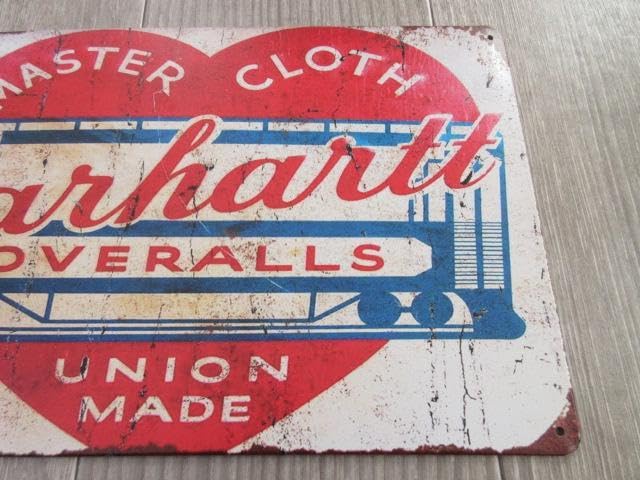 MASTER CLOTH
arhartt
OVERALLS
UNION
MADE